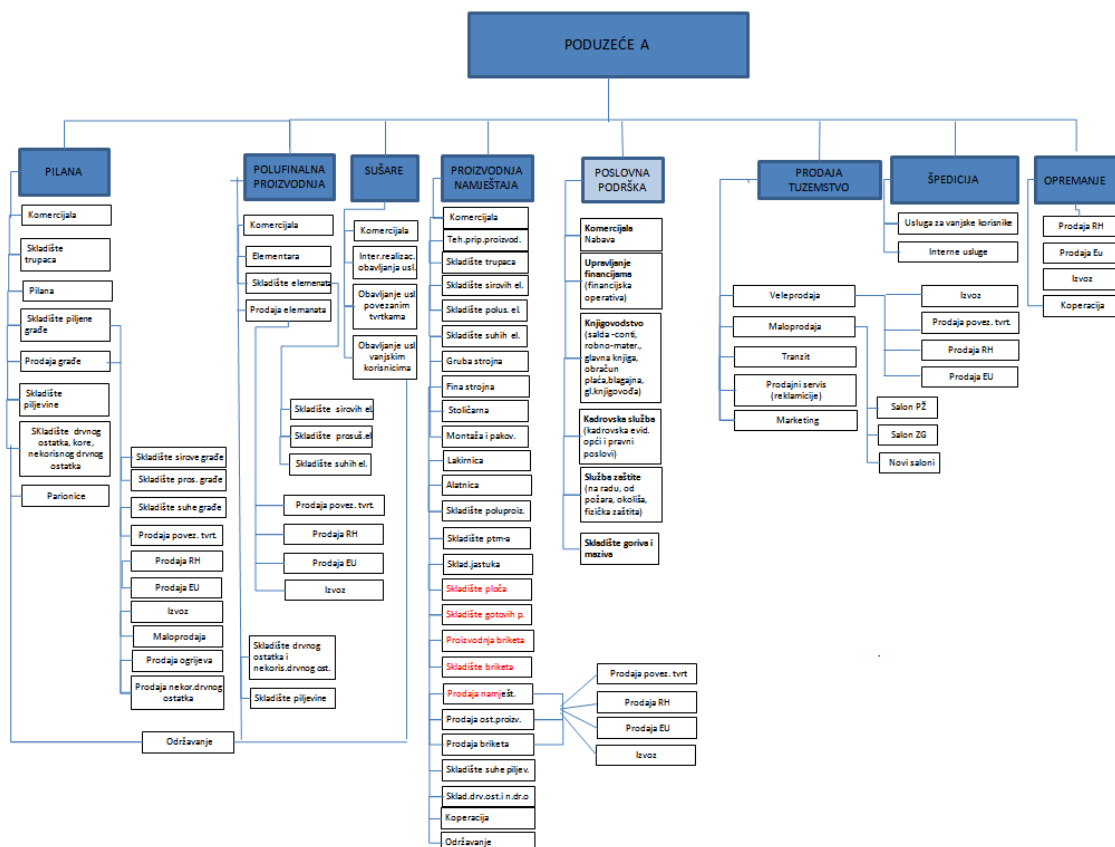 PODUZEĆE A
PILANA
Komercijala
Skladište
trupaca
Pilana
Skladište piljene
građe
Prodaja građe
Skladište
piljevine
SKladište drvnog
ostatka, kore,
nekorisnog drvnog
ostatka
Parionice
Skladište sirove građe
Skladište pros. građe
Skladište suhe građe
Prodaja povez. tvrt.
Prodaja RH
Prodaja EU
Izvoz
Maloprodaja
Prodaja ogrijeva
Prodaja nekor.drvnog
ostatka
Održavanje
POLUFINALNA
PROIZVODNJA
Komercijala
Elementara
Skladište elemenata
Prodaja elemanata
Skladište sirovih el.
Skladište prosuš.el
Skladište suhih el.
Prodaja povez. tvrt.
Prodaja RH
Prodaja EU
Izvoz
Skladište drvnog
ostatka i
nekoris.drvnog ost.
Skladište piljevine
SUŠARE
Komercijala
Inter.realizac.
obavljanja usl.
Obavljanje usl.
povezanim
tvrtkama
Obavljanje usl.
vanjskim
korisnicima
PROIZVODNJA
NAMJEŠTAJA
Komercijala
Teh.prip.proizvod.
Skladište trupaca
Skladište sirovih el.
Skladište polus. el.
Skladište suhih el.
Gruba strojna
Fina strojna
Stoličarna
Montaža i pakov.
Lakirnica
Alatnica
Skladište poluproiz.
Skladište ptm-a
Sklad.jastuka
Skladište ploča
Skladište gotovih p.
Proizvodnja briketa
Skladište briketa
Prodaja namješt.
Prodaja ost.proizv.
Prodaja briketa
Skladište suhe piljev.
Sklad.drv.ost.i n.dr.o
Koperacija
Održavanje
Prodaja povez. tvrt
Prodaja RH
Prodaja EU
Izvoz
POSLOVNA
PODRŠKA
Komercijala
Nabava
Upravljanje
financijama
(financijska
operativa)
Knjigovodstvo
(salda -conti,
robno-mater.,
glavna knjiga,
obračun
plaća,blagajna,
gl.knjigovođa)
Kadrovska služba
(kadrovska evid.
opći i pravni
poslovi)
Služba zaštite
(na radu, od
požara, okoliša,
fizička zaštita)
Skladište goriva i
maziva
PRODAJA
TUZEMSTVO
Veleprodaja
Maloprodaja
Tranzit
Prodajni servis
(reklamicije)
Marketing
Izvoz
Prodaja povez. tvrt.
Prodaja RH
Prodaja EU
Salon PŽ
Salon ZG
Novi saloni
ŠPEDICIJA
Usluga za vanjske korisnike
Interne usluge
OPREMANJE
Prodaja RH
Prodaja Eu
Izvoz
Koperacija